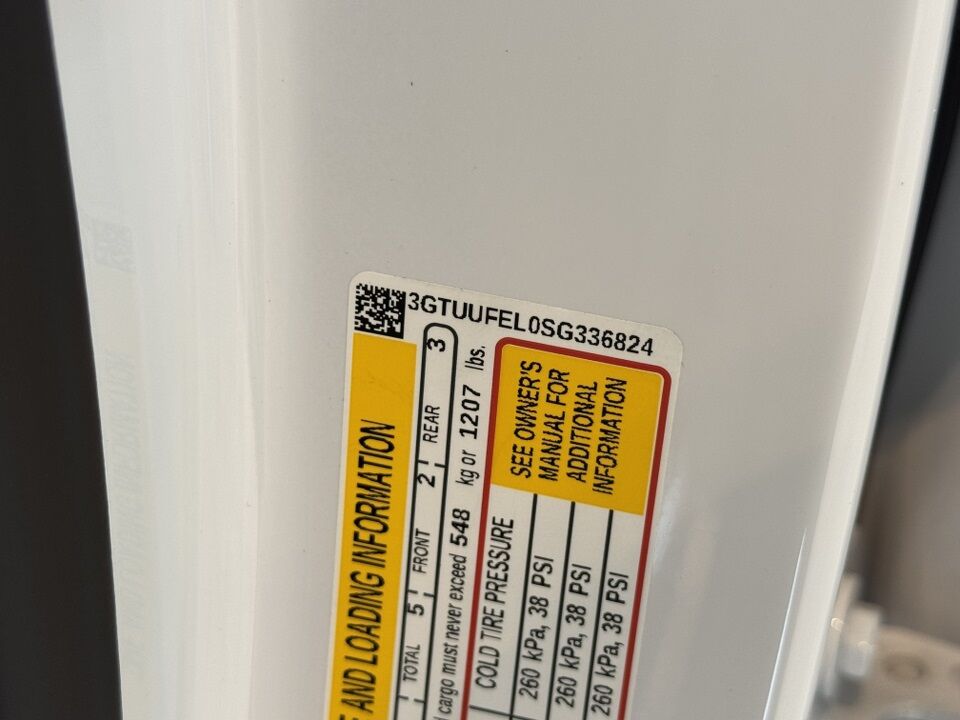 3GTUUFEL0SG336824
AND LOADING INFORMATION
TOTAL 5 FRONT 2 REAR 3
cargo must never exceed 548 kg or 1207 lbs.
COLD TIRE PRESSURE
260 kPa, 38 PSI
260 kPa, 38 PSI
260 kPa, 38 PSI
SEE OWNER'S
MANUAL FOR
ADDITIONAL
INFORMATION